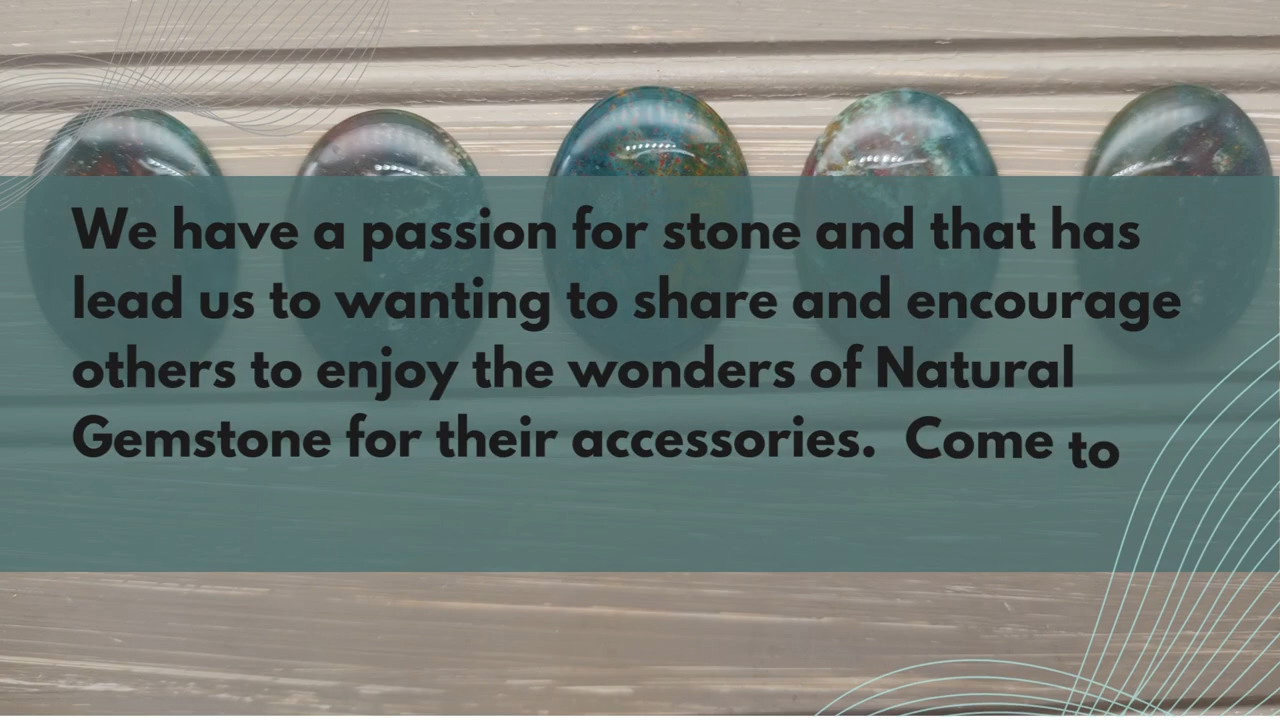 We have a passion for stone and that has
lead us to wanting to share and encourage
others to enjoy the wonders of Natural
Gemstone for their accessories.  Come to